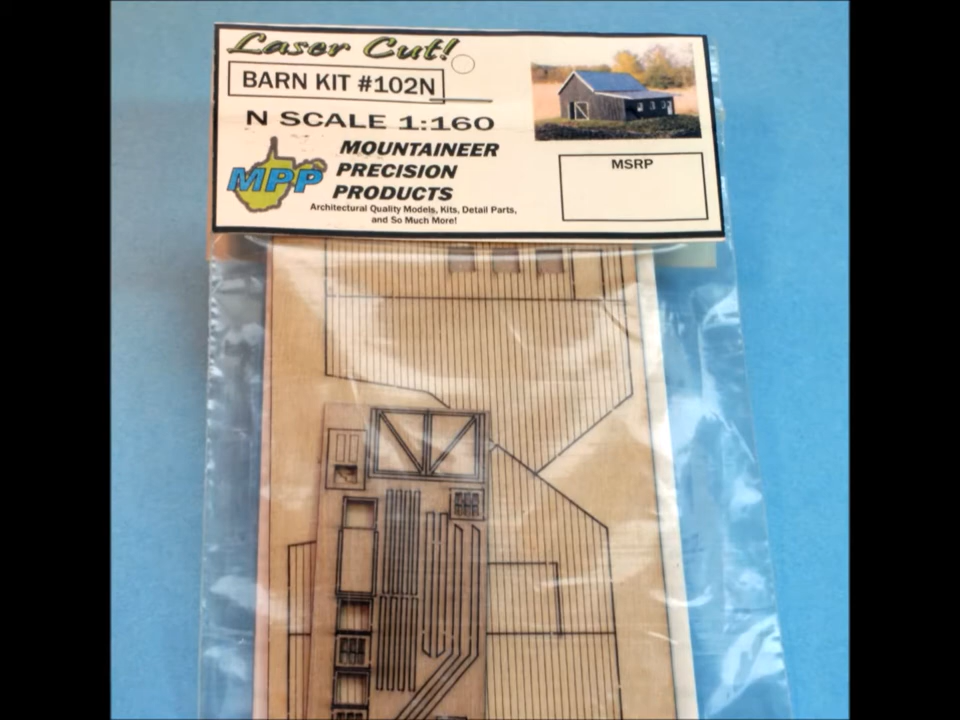 Laser Cut!
BARN KIT #102N
N SCALE 1:160
MPP
MOUNTAINEER
PRECISION
PRODUCTS
Architectural Quality Models, Kits, Detail Parts,
and So Much More!
MSRP